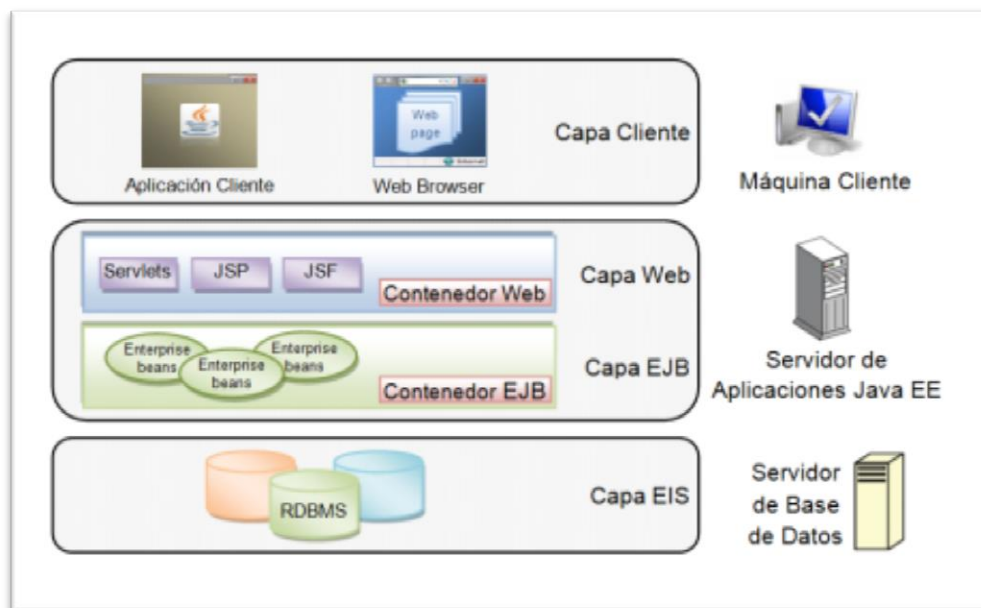 Web
page
Capa Cliente
Aplicación Cliente
Web Browser
Máquina Cliente
Servlets
JSP
JSF
Contenedor Web
Capa Web
Enterprise
beans
Enterprise
beans
Enterprise
beans
Contenedor EJB
Capa EJB
Servidor de
Aplicaciones Java EE
RDBMS
Capa EIS
Servidor
de Base
de Datos